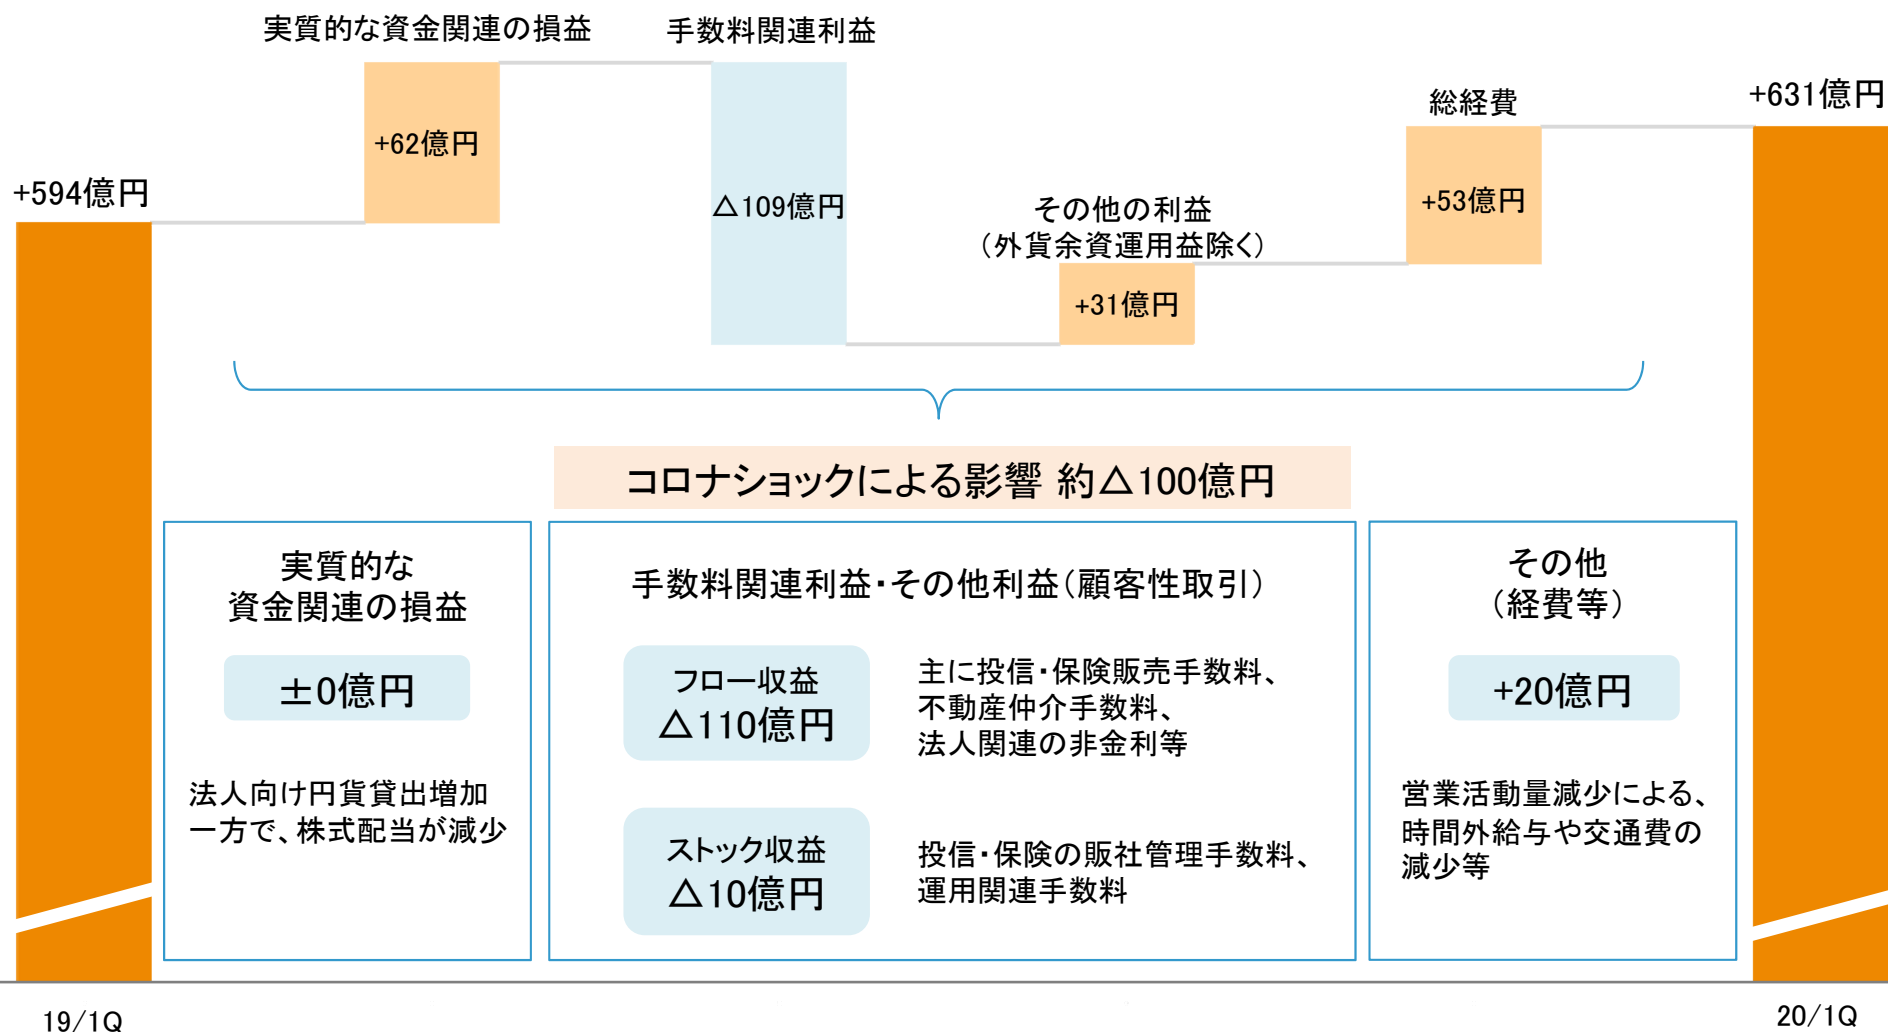 実質的な資金関連の損益
手数料関連利益
総経費
+631億円
+62億円
+594億円
△109億円
その他の利益
（外貨余資運用益除く）
+53億円
+31億円
コロナショックによる影響 約△100億円
実質的な
資金関連の損益
±0億円
法人向け円貨貸出増加
一方で、株式配当が減少
手数料関連利益・その他利益（顧客性取引）
フロー収益
△110億円
主に投信・保険販売手数料、
不動産仲介手数料、
法人関連の非金利等
ストック収益
△10億円
投信・保険の販社管理手数料、
運用関連手数料
その他
（経費等）
+20億円
営業活動量減少による、
時間外給与や交通費の
減少等
19/1Q
20/1Q